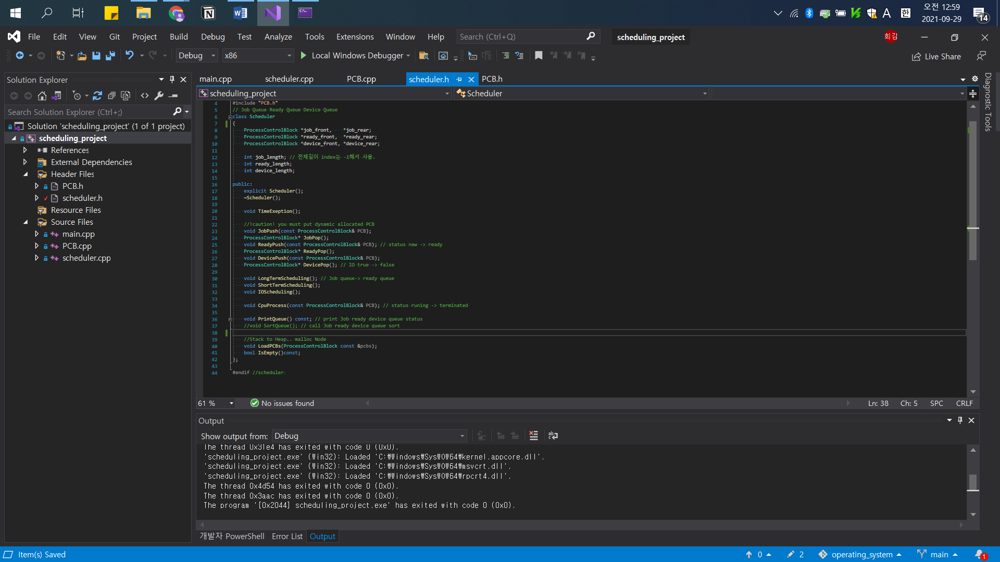 오전 12:59
2021-09-29
A
한
14
File Edit View Git Project Build Debug Test Analyze Tools Extensions Window Help
Search (Ctrl+Q)
scheduling_project
희김
Debug x86 Local Windows Debugger
Live Share
Solution Explorer
Search Solution Explorer (Ctrl+;)
Solution 'scheduling_project' (1 of 1 project)
scheduling_project
References
External Dependencies
Header Files
PCB.h
scheduler.h
Resource Files
Source Files
main.cpp
PCB.cpp
scheduler.cpp
main.cpp scheduler.cpp PCB.cpp scheduler.h PCB.h
scheduling_project Scheduler
Diagnostic Tools
4 #include "PCB.h"
5 // Job Queue Ready Queue Device Queue
6 class Scheduler
7 {
8 ProcessControlBlock *job_front, *job_rear;
9 ProcessControlBlock *ready_front, *ready_rear;
10 ProcessControlBlock *device_front, *device_rear;
11
12 int job_length; // 전체길이 index는 -1해서 사용.
13 int ready_length;
14 int device_length;
15
16 public:
17 explicit Scheduler();
18 ~Scheduler();
19
20 void TimeExeption();
21
22 //!caution! you must put dynamic allocated PCB
23 void JobPush(const ProcessControlBlock& PCB);
24 ProcessControlBlock* JobPop();
25 void ReadyPush(const ProcessControlBlock& PCB); // status new -> ready
26 ProcessControlBlock* ReadyPop();
27 void DevicePush(const ProcessControlBlock& PCB);
28 ProcessControlBlock* DevicePop(); // IO true -> false
29
30 void LongTermScheduling(); // Job queue-> ready queue
31 void ShortTermScheduling();
32 void IOScheduling();
33
34 void CpuProcess(const ProcessControlBlock& PCB); // status runing -> terminated
35
36 void PrintQueue() const; // print Job ready device queue status
37 //void SortQueue(); // call Job ready device queue sort
38
39 //Stack to Heap.. malloc Node
40 void LoadPCBs(ProcessControlBlock const &pcbs);
41 bool IsEmpty()const;
42 };
43
44 #endif //scheduler
61 % No issues found Ln: 38 Ch: 5 SPC CRLF
Output
Show output from: Debug
The thread 0x31e4 has exited with code 0 (0x0).
'scheduling_project.exe' (Win32): Loaded 'C:₩Windows₩SysWOW64₩kernel.appcore.dll'.
'scheduling_project.exe' (Win32): Loaded 'C:₩Windows₩SysWOW64₩msvcrt.dll'.
'scheduling_project.exe' (Win32): Loaded 'C:₩Windows₩SysWOW64₩rpcrt4.dll'.
The thread 0x4d54 has exited with code 0 (0x0).
The thread 0x3aac has exited with code 0 (0x0).
The program '[0x2044] scheduling_project.exe' has exited with code 0 (0x0).
개발자 PowerShell Error List Output
Item(s) Saved 0 2 operating_system main 1